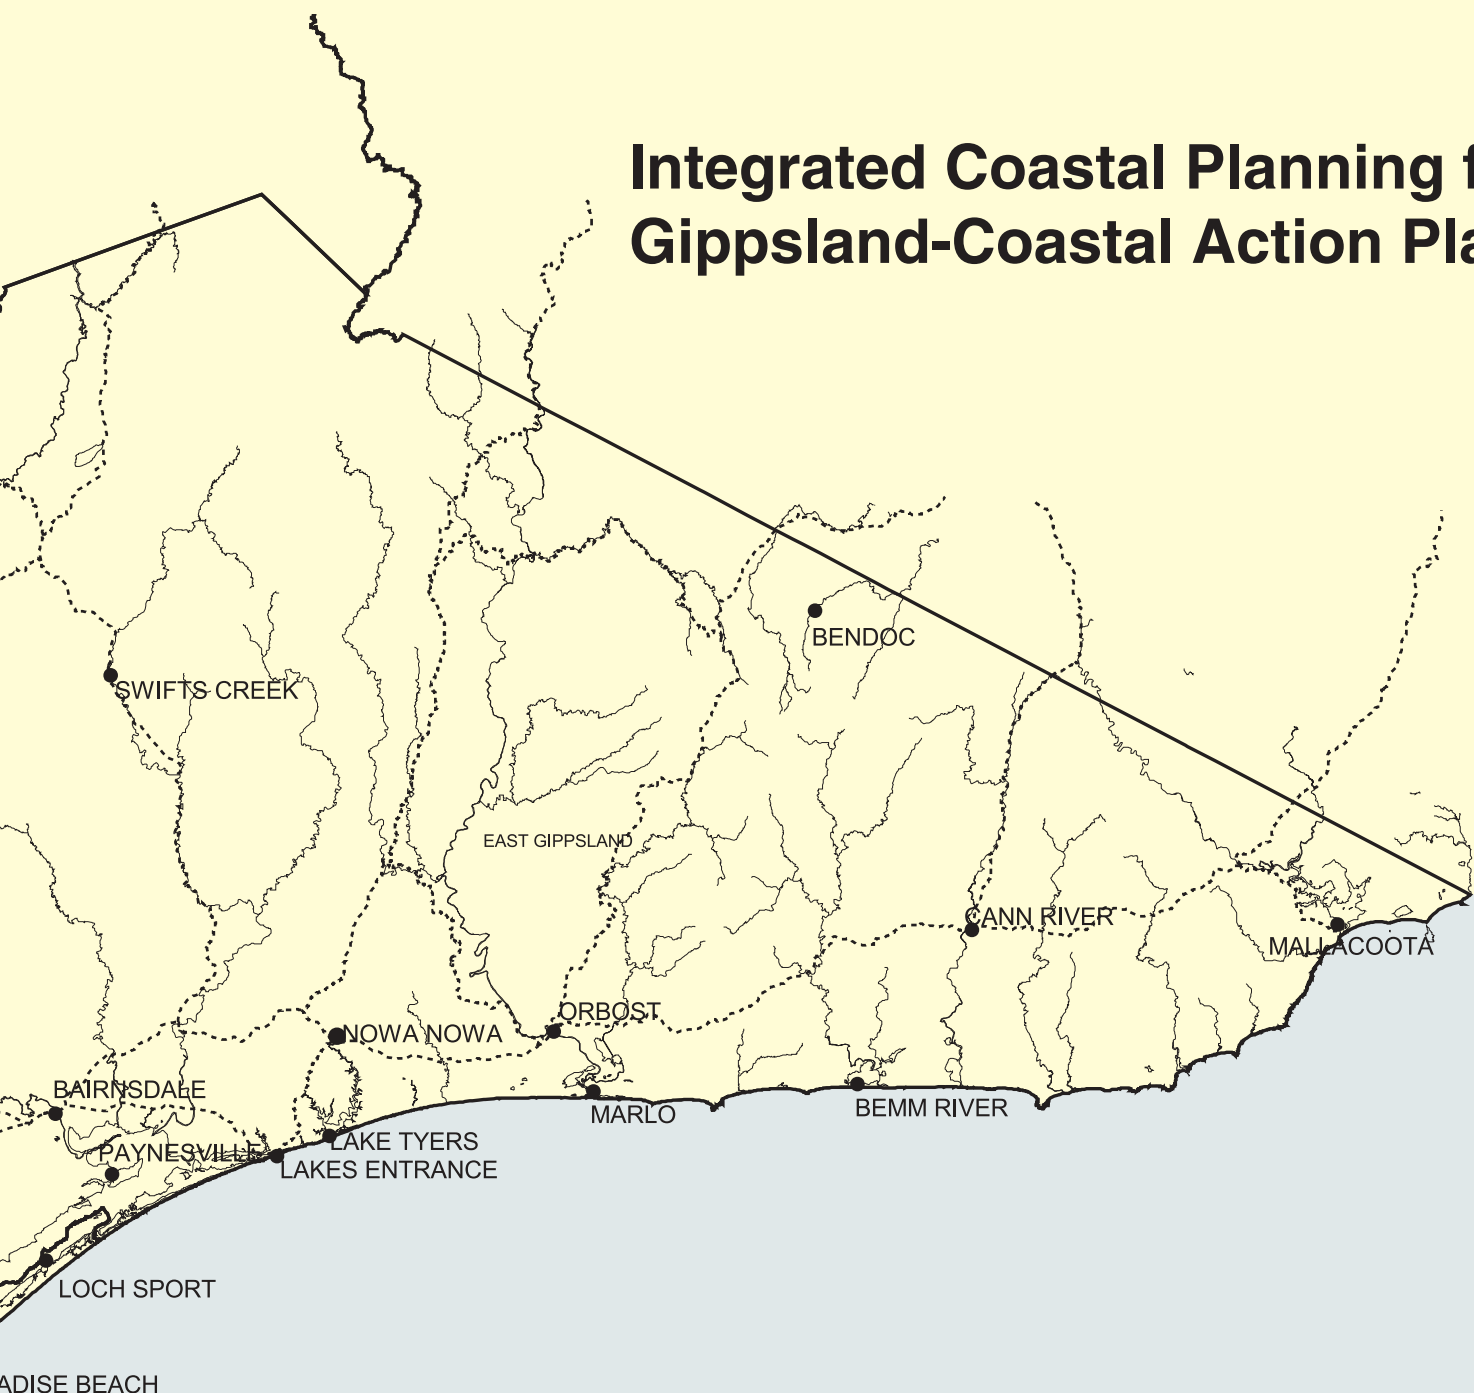 Integrated Coastal Planning f
Gippsland-Coastal Action Pla
BENDOC
SWIFTS CREEK
EAST GIPPSLAND
CANN RIVER
MALLACOOTA
ORBOST
NOWA NOWA
BAIRNSDALE
MARLO
BEMM RIVER
LAKE TYERS
PAYNESVILLE
LAKES ENTRANCE
LOCH SPORT
ADISE BEACH